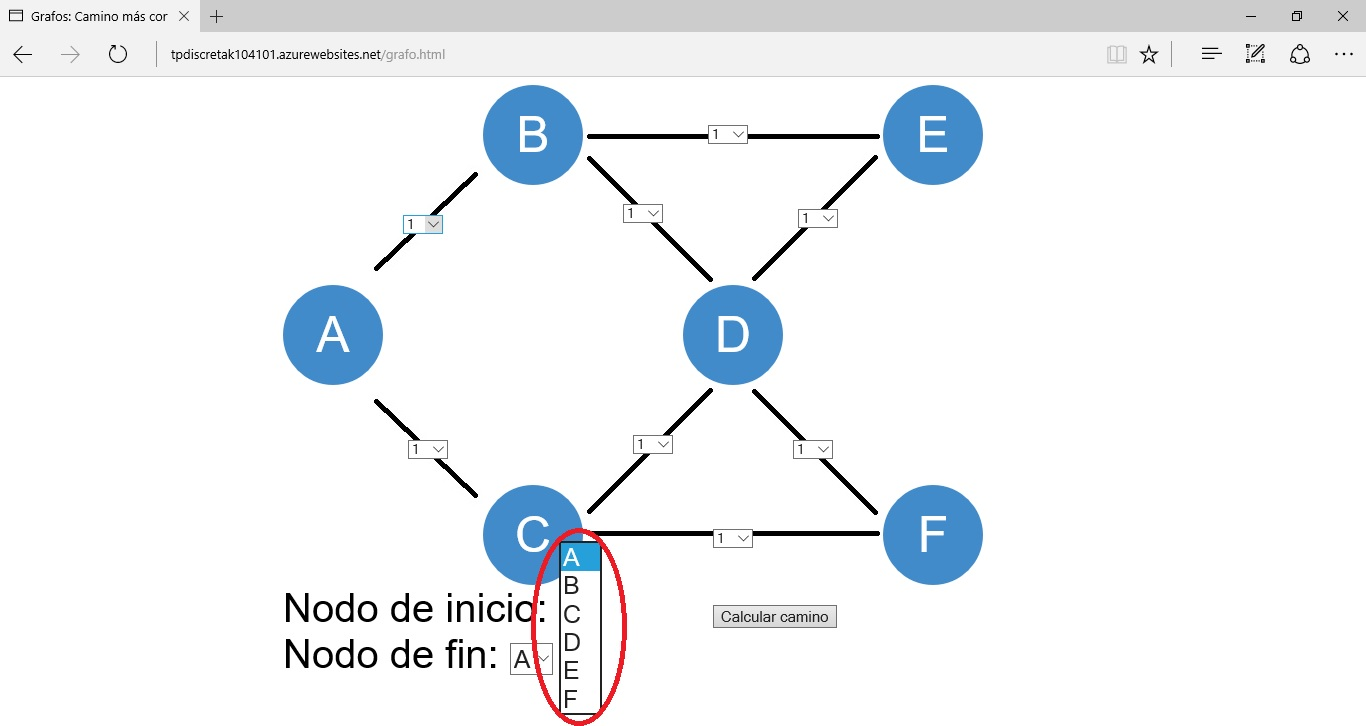 Grafos: Camino más cor
tpdiscretak104101.azurewebsites.net/grafo.html
B
1
E
1
1
1
A
D
1
1
1
C
1
F
A
B
C
D
E
F
Nodo de inicio:
Calcular camino
Nodo de fin: A